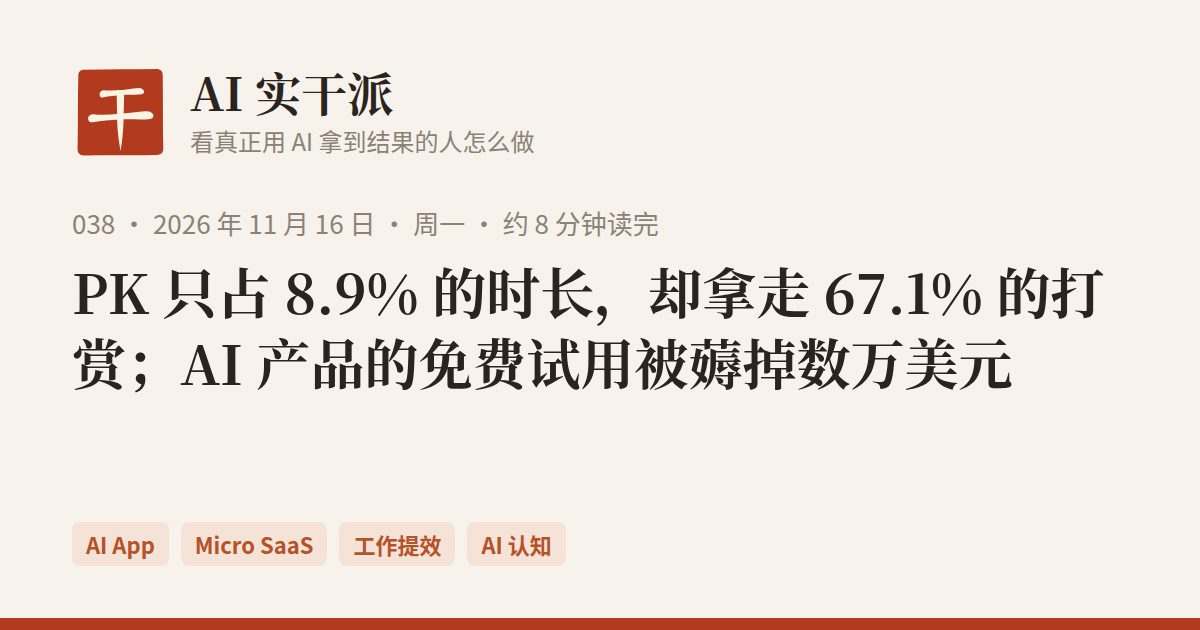 干
AI 实干派
看真正用 AI 拿到结果的人怎么做
038 · 2026 年 11 月 16 日 · 周一 · 约 8 分钟读完
PK 只占 8.9% 的时长，却拿走 67.1% 的打
赏；AI 产品的免费试用被薅掉数万美元
AI App
Micro SaaS
工作提效
AI 认知